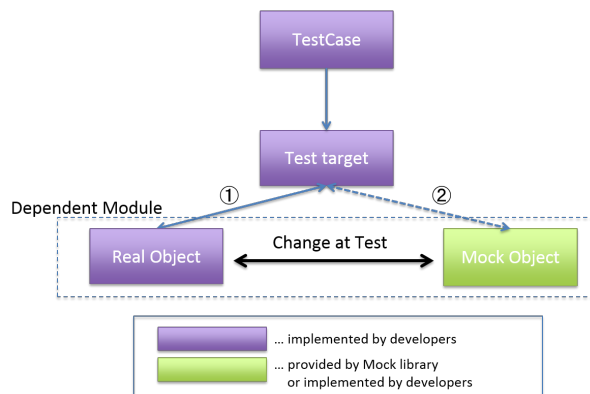 TestCase
Test target
① ②
Dependent Module
Real Object
Change at Test
Mock Object
... implemented by developers
... provided by Mock library
or implemented by developers